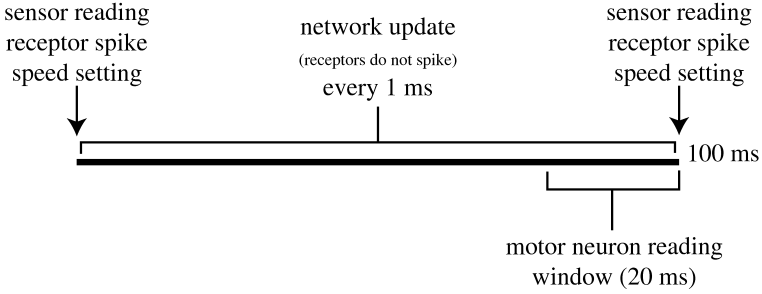 sensor reading
receptor spike
speed setting
network update
(receptors do not spike)
every 1 ms
sensor reading
receptor spike
speed setting
100 ms
motor neuron reading
window (20 ms)